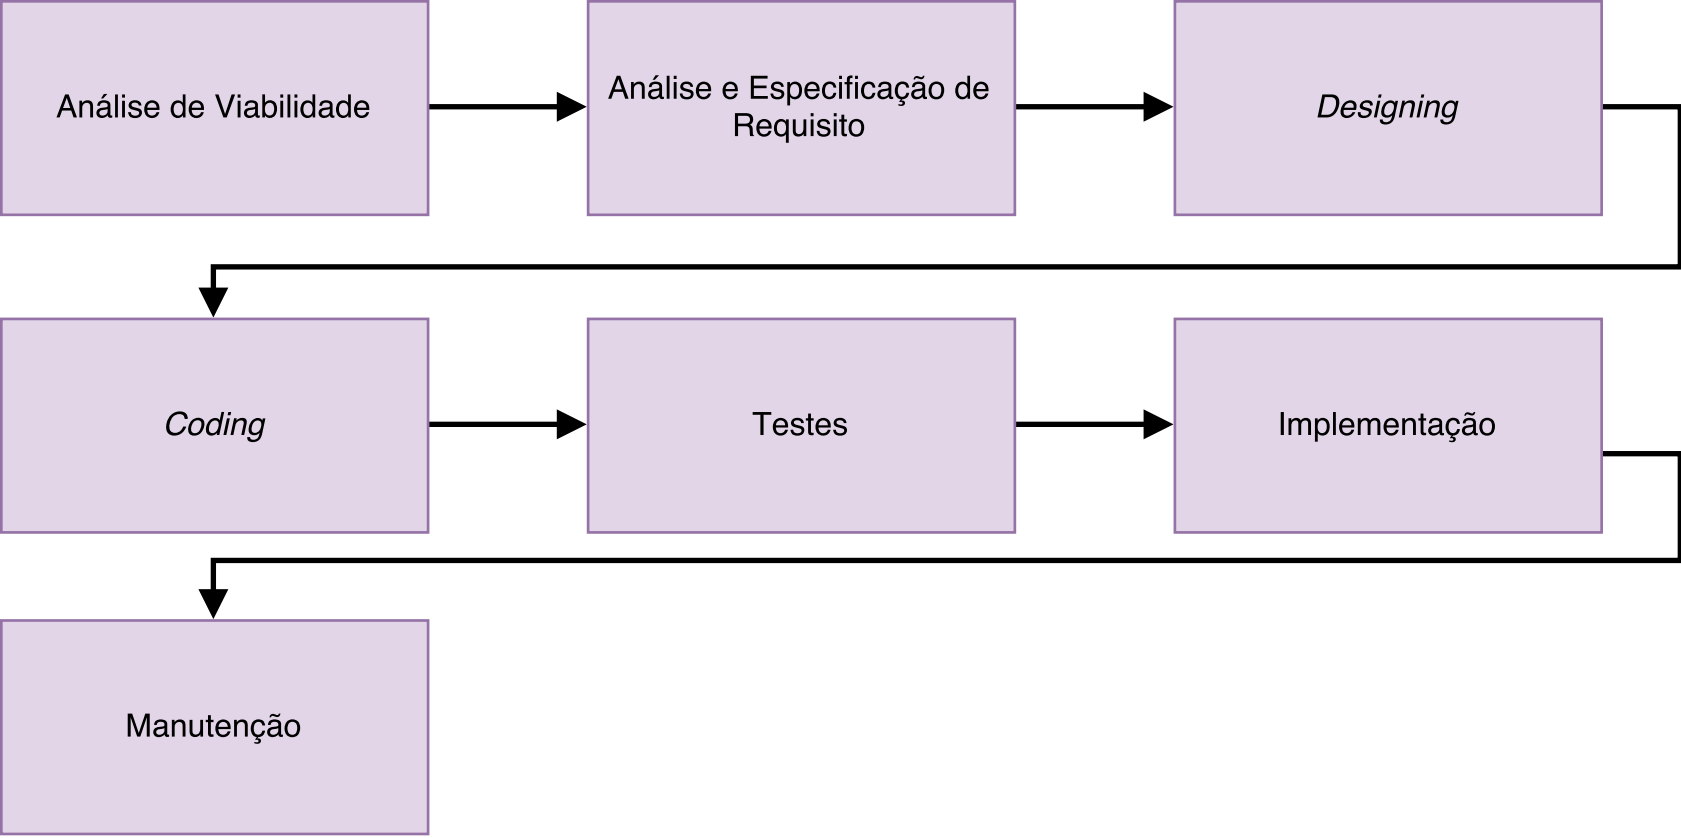 Análise de Viabilidade
Análise e Especificação de
Requisito
Designing
Coding
Testes
Implementação
Manutenção